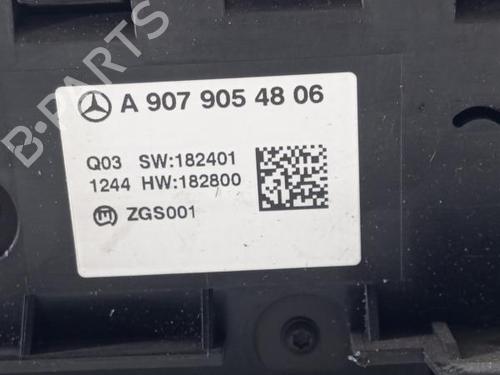 A 907 905 48 06
Q03 SW:182401
1244 HW:182800
ZGS001
B-PARTS